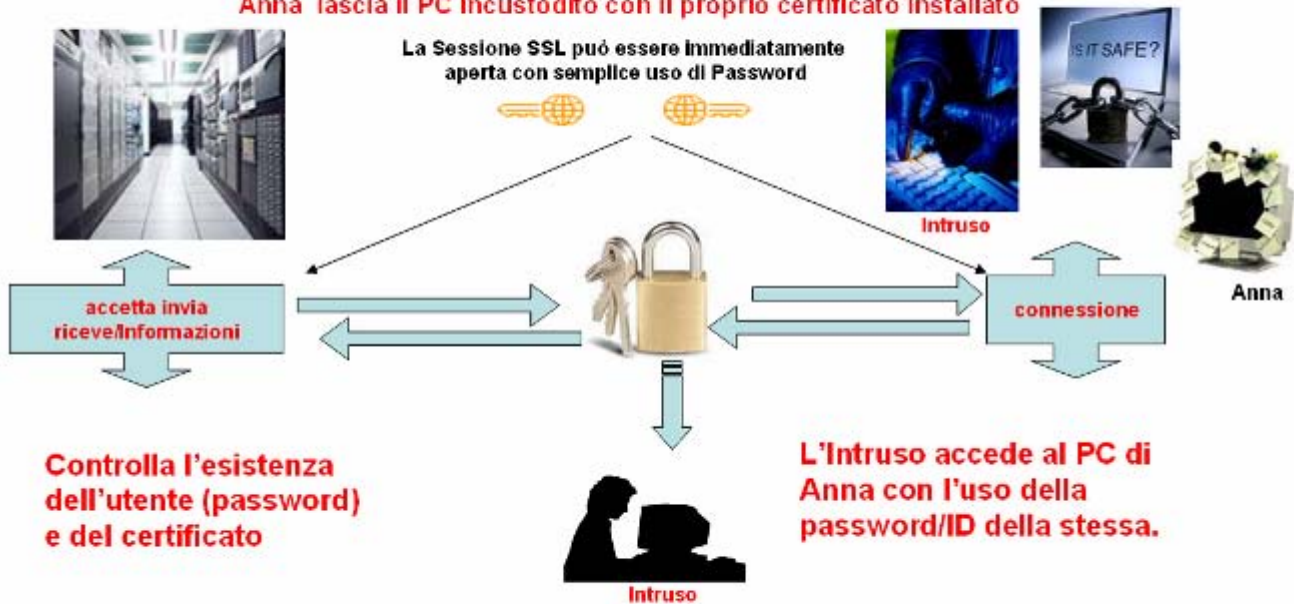 Anna lascia il PC incustodito con il proprio certificato installato
La Sessione SSL può essere immediatamente
aperta con semplice uso di Password
IS IT SAFE?
Intruso
Anna
accetta invia
riceve/Informazioni
connessione
Controlla l'esistenza
dell'utente (password)
e del certificato
L'Intruso accede al PC di
Anna con l'uso della
password/ID della stessa.
Intruso